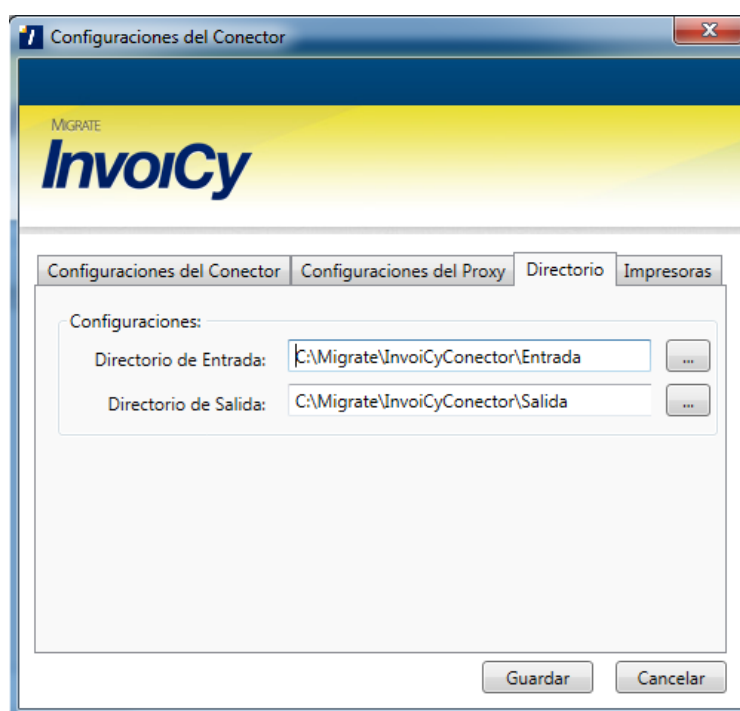 Configuraciones del Conector
MIGRATE
InvoiCy
Configuraciones del Conector Configuraciones del Proxy Directorio Impresoras
Configuraciones:
Directorio de Entrada: C:\Migrate\InvoiCyConector\Entrada ...
Directorio de Salida: C:\Migrate\InvoiCyConector\Salida ...
Guardar Cancelar